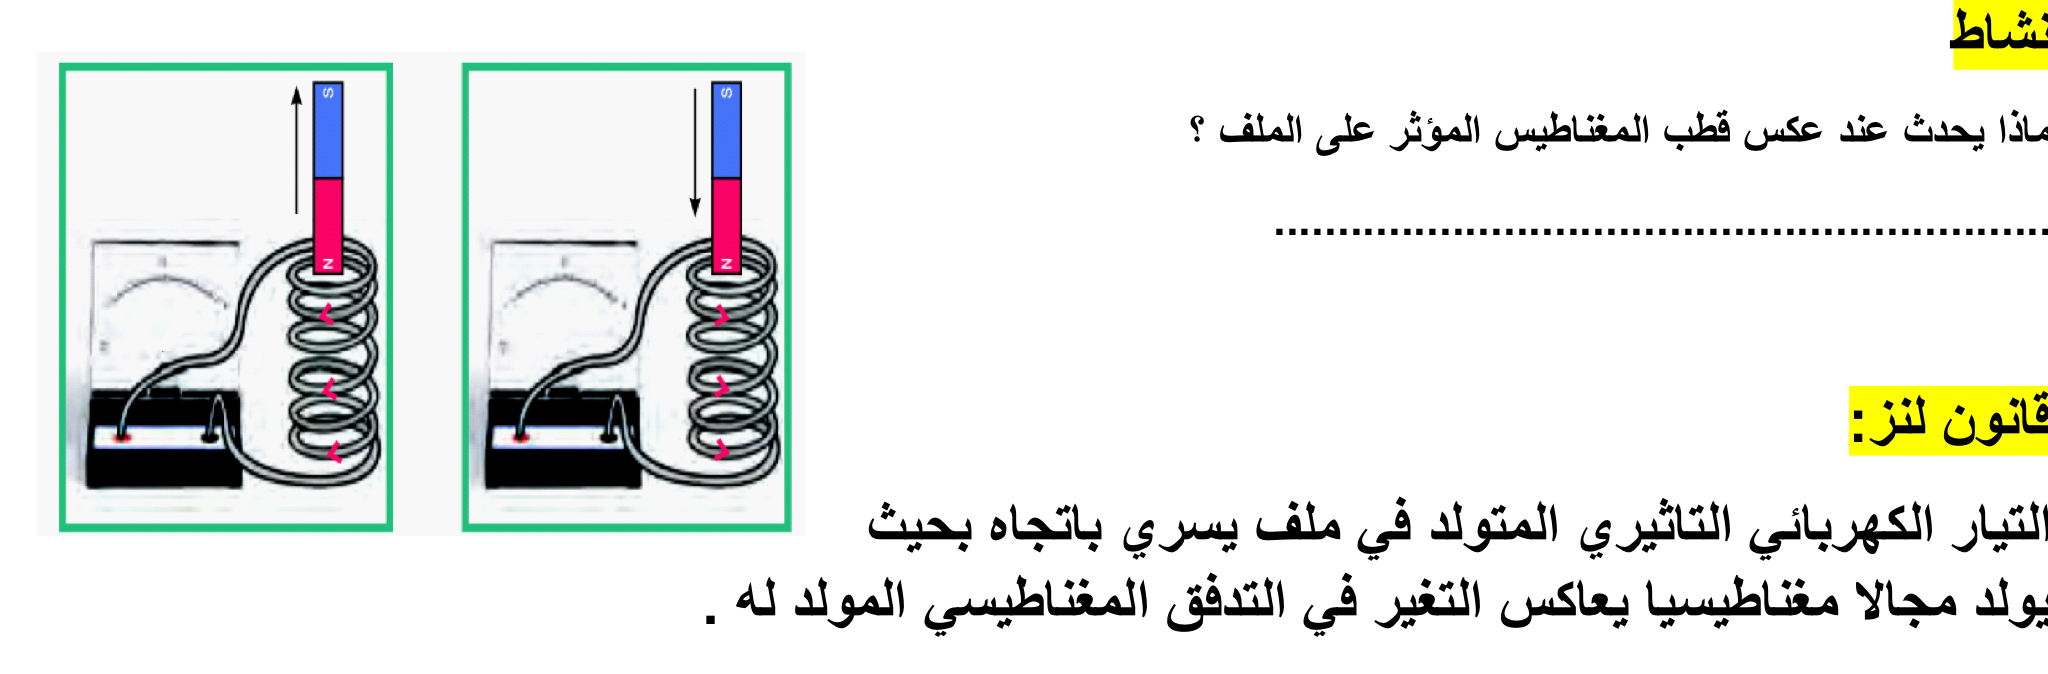 نشاط
ماذا يحدث عند عكس قطب المغناطيس المؤثر على الملف ؟
............................................................
قانون لنز:
التيار الكهربائي التاثيري المتولد في ملف يسري باتجاه بحيث
يولد مجالا مغناطيسيا يعاكس التغير في التدفق المغناطيسي المولد له .
S
N
S
N